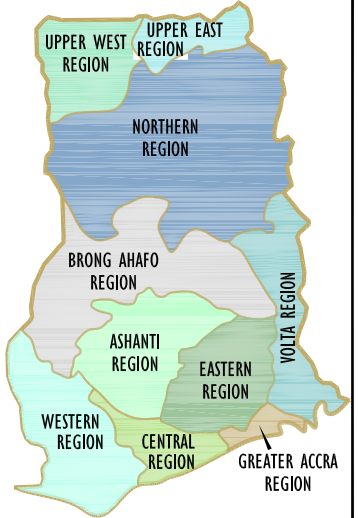 UPPER WEST
REGION
UPPER EAST
REGION
NORTHERN
REGION
BRONG AHAFO
REGION
VOLTA REGION
ASHANTI
REGION
EASTERN
REGION
WESTERN
REGION
CENTRAL
REGION
GREATER ACCRA
REGION